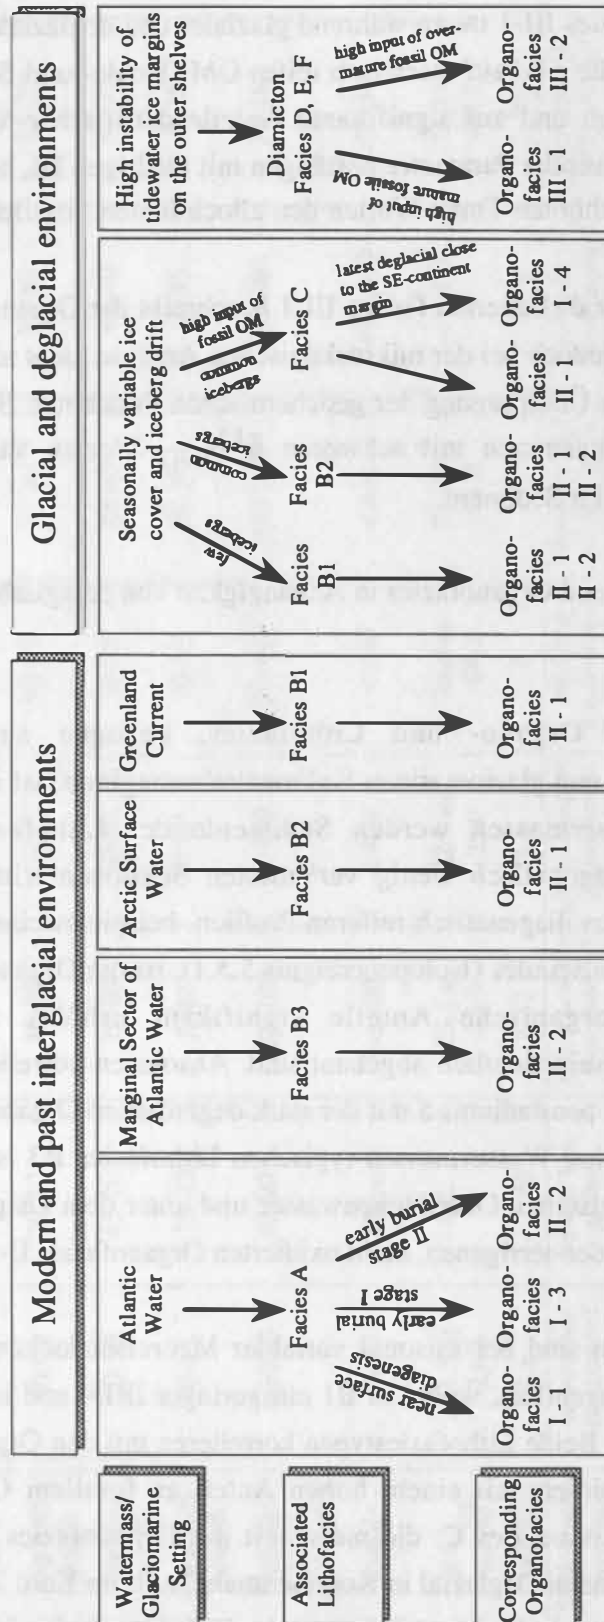 Modern and past interglacial environments
Glacial and deglacial environments
Watermass/
Glaciomarine
Setting
Atlantic
Water
Marginal Sector of
Atlantic Water
Arctic Surface
Water
Greenland
Current
Seasonally variable ice
cover and iceberg drift
High instability of
tidewater ice margins
on the outer shelves
few
icebergs
common
icebergs
high input of
fossil OM
common
icebergs
Associated
Lithofacies
Facies A
Facies B3
Facies B2
Facies B1
Facies
B1
Facies
B2
Facies C
Diamicton
Facies D, E, F
near surface
diagenesis
early burial
stage I
early burial
stage II
latest deglacial close
to the SE-continent
margin
high input of
mature fossile OM
high input of over-
mature fossil OM
Corresponding
Organofacies
Organo-
facies
I - 1
Organo-
facies
I - 3
Organo-
facies
II - 2
Organo-
facies
II - 2
Organo-
facies
II - 1
Organo-
facies
II - 1
Organo-
facies
II - 1
II - 2
Organo-
facies
II - 1
II - 2
Organo-
facies
II - 1
Organo-
facies
I - 4
Organo-
facies
III - 1
Organo-
facies
III - 2